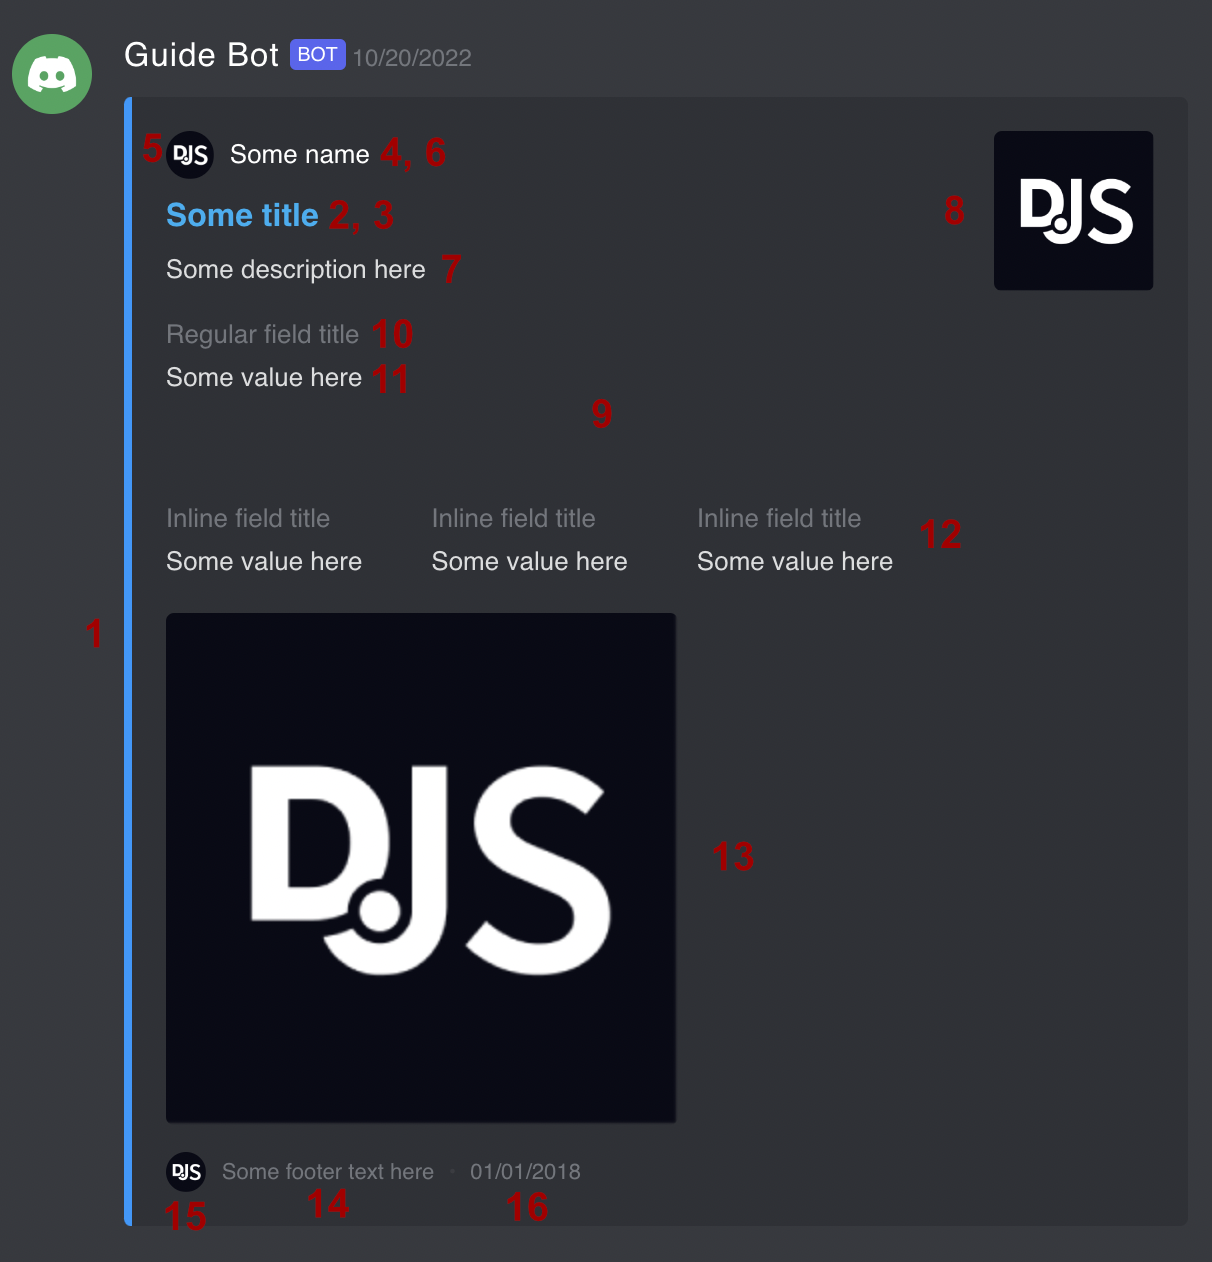 Guide Bot BOT 10/20/2022
5 DJS Some name 4, 6
Some title 2, 3
8 DJS
Some description here 7
Regular field title 10
Some value here 11
9
Inline field title Inline field title Inline field title
Some value here Some value here Some value here
12
1
DJS
13
DJS Some footer text here • 01/01/2018
15 14 16